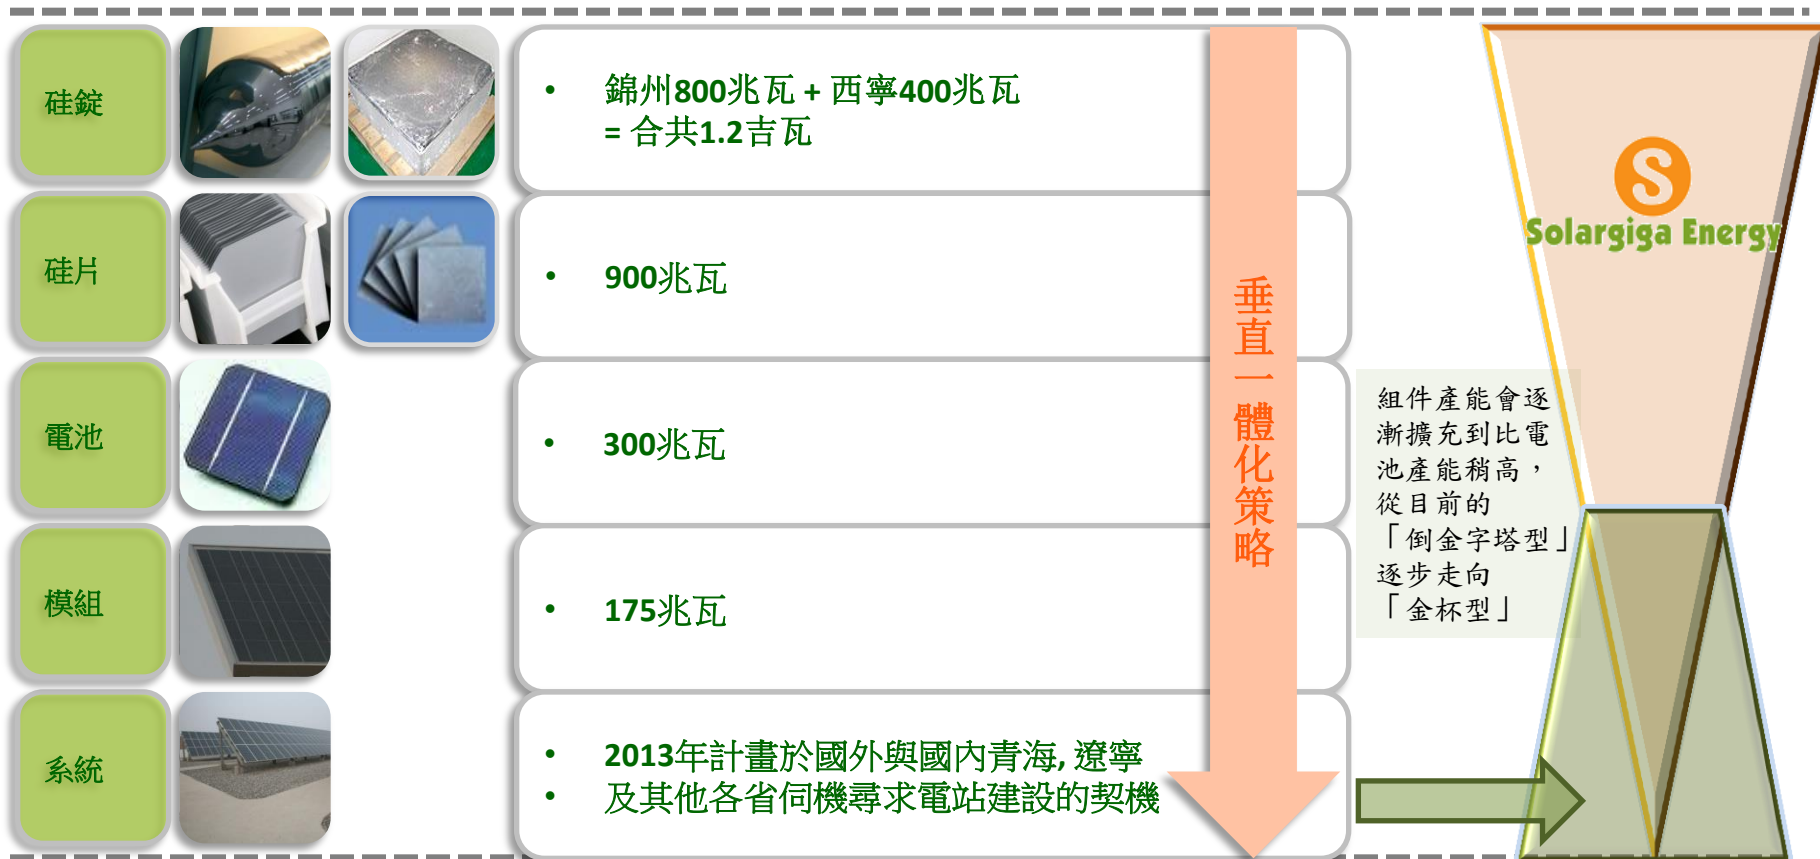 硅錠
錦州800兆瓦 + 西寧400兆瓦
= 合共1.2吉瓦
硅片
900兆瓦
電池
300兆瓦
模組
175兆瓦
系統
2013年計畫於國外與國內青海, 遼寧
及其他各省伺機尋求電站建設的契機
垂直一體化策略
組件產能會逐
漸擴充到比電
池產能稍高，
從目前的
「倒金字塔型」
逐步走向
「金杯型」
S
Solargiga Energy